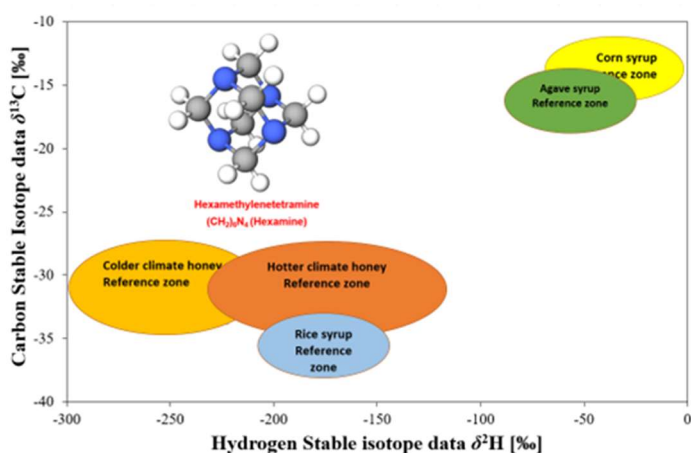 -10
-15
-20
-25
-30
-35
-40
Carbon Stable Isotope data δ¹³C [‰]
Corn syrup
nce zone
Agave syrup
Reference zone
Hexamethylenetetramine
(CH₂)₆N₄ (Hexamine)
Colder climate honey
Reference zone
Hotter climate honey
Reference zone
Rice syrup
Reference
zone
-300
-250
-200
-150
-100
-50
0
Hydrogen Stable isotope data δ²H [‰]